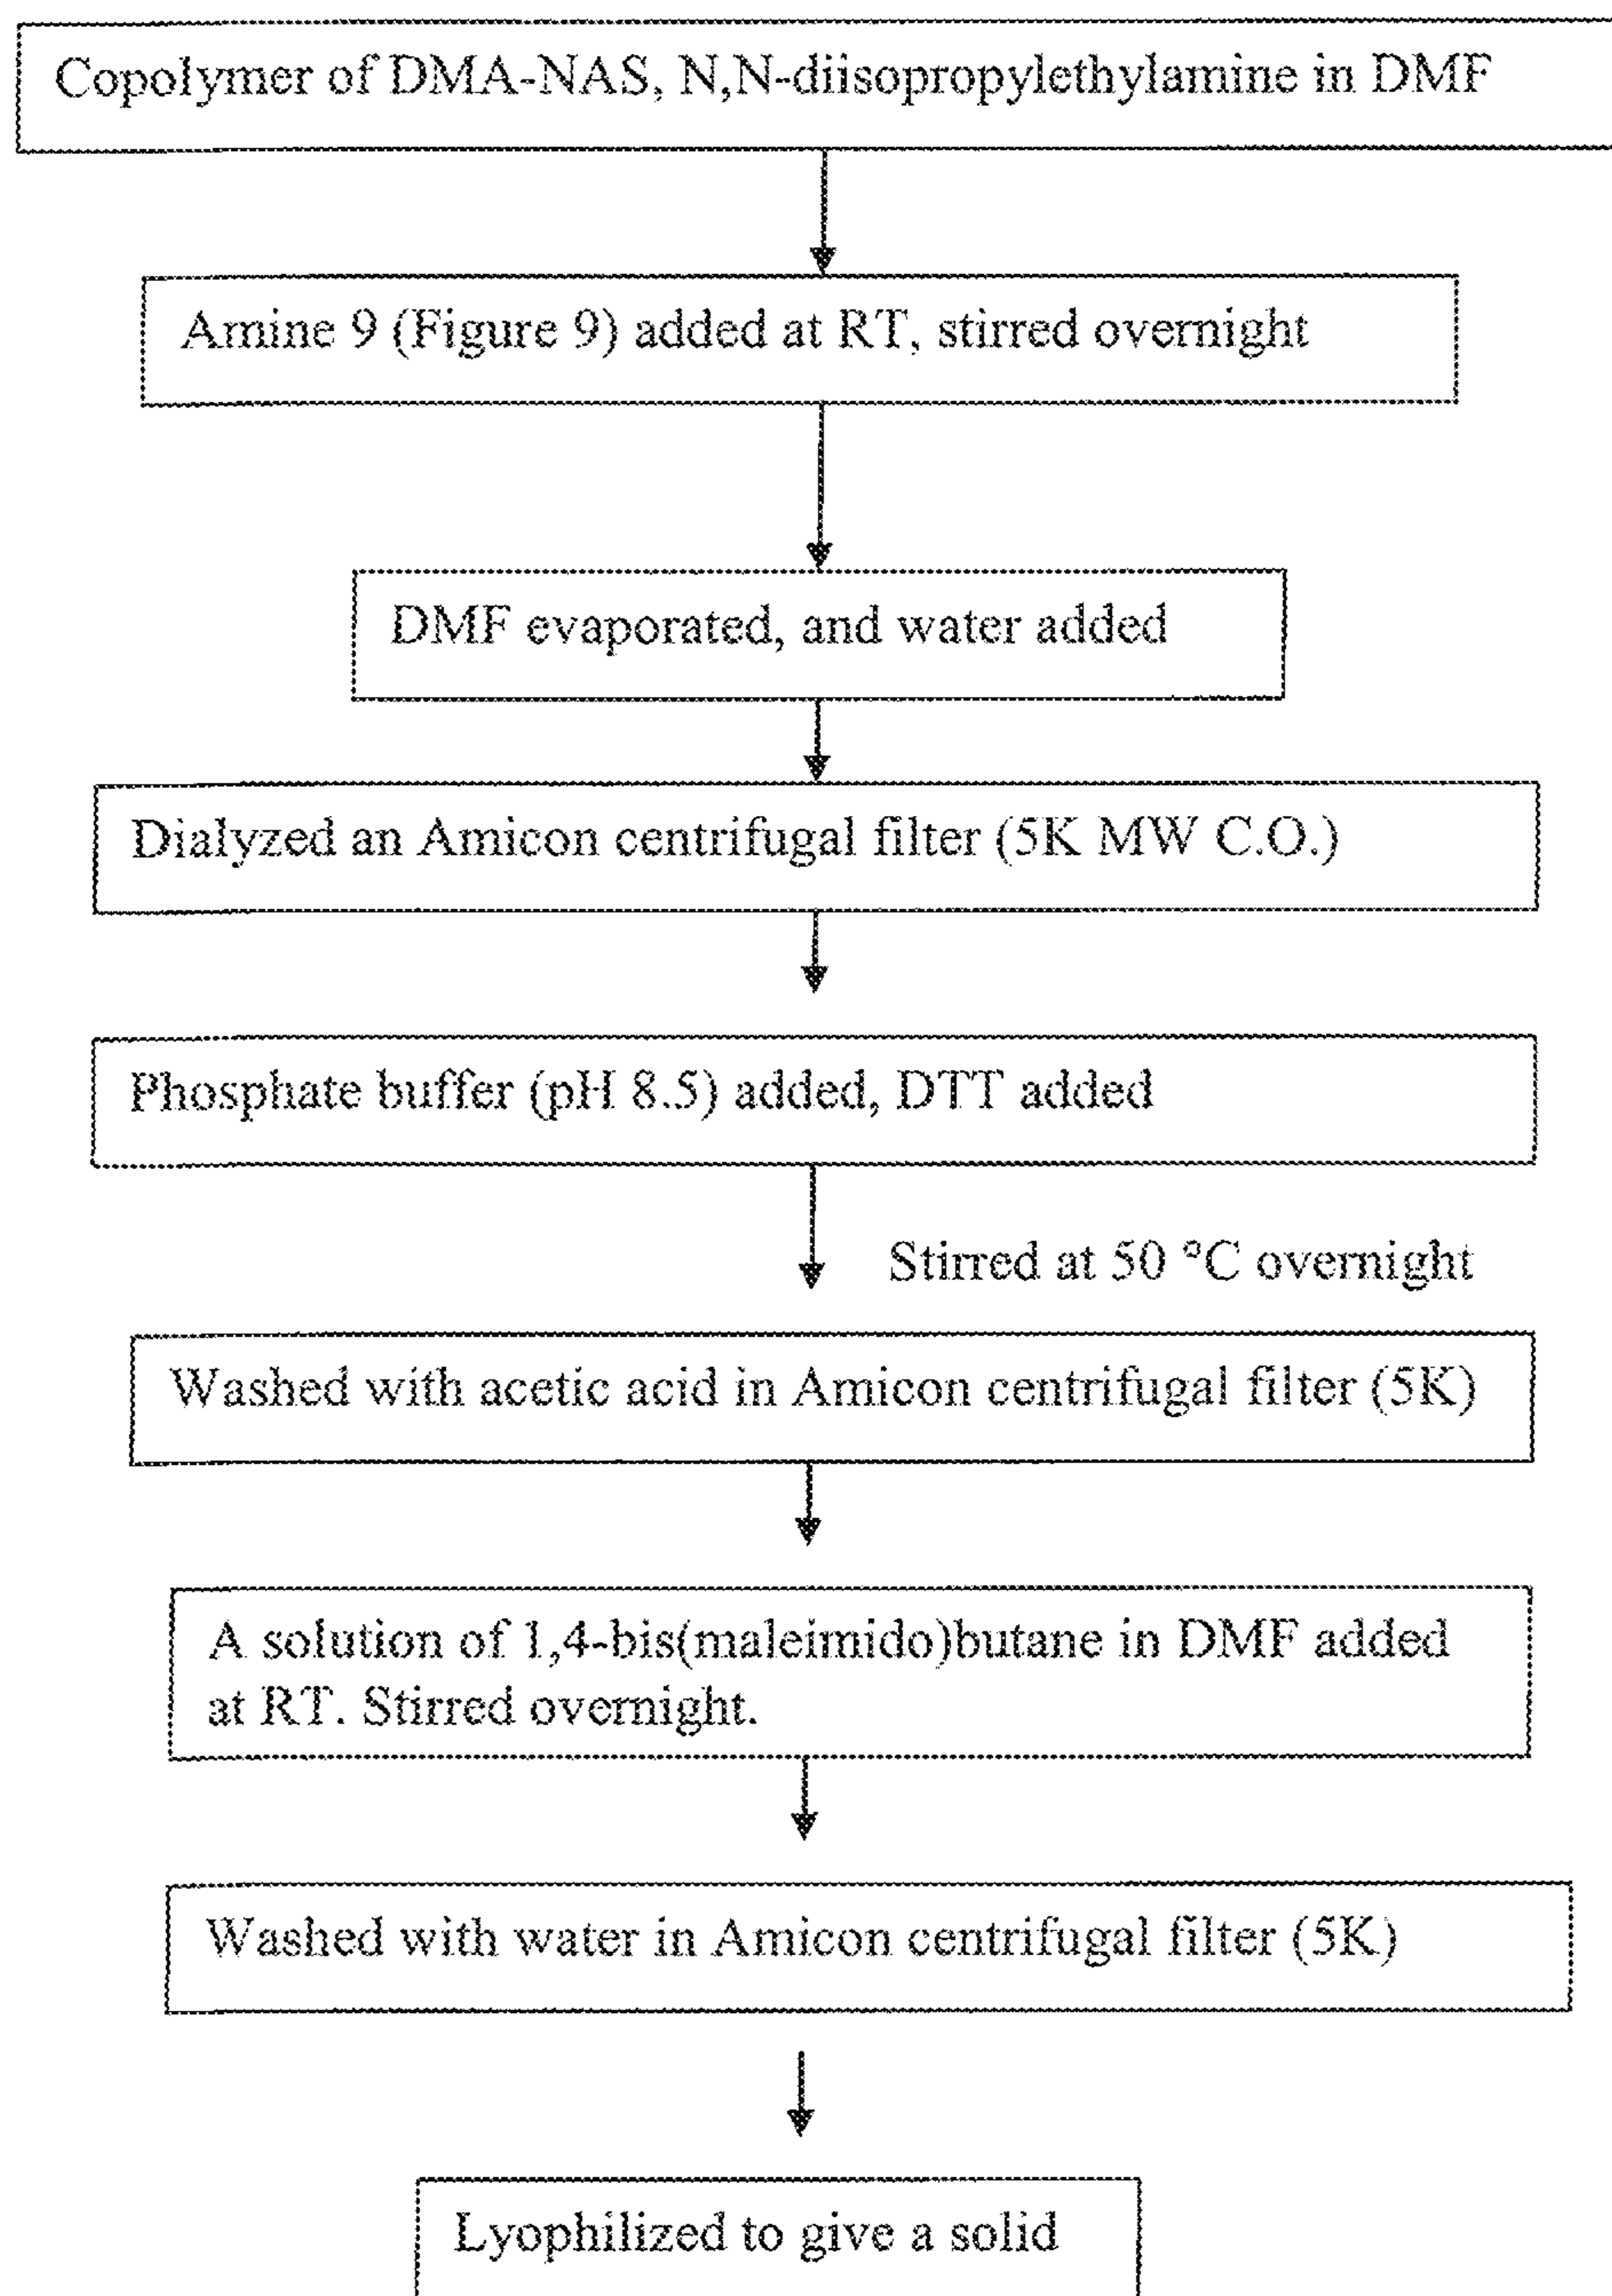 Copolymer of DMA-NAS, N,N-diisopropylethylamine in DMF
Amine 9 (Figure 9) added at RT, stirred overnight
DMF evaporated, and water added
Dialyzed an Amicon centrifugal filter (5K MW C.O.)
Phosphate buffer (pH 8.5) added, DTT added
Stirred at 50 °C overnight
Washed with acetic acid in Amicon centrifugal filter (5K)
A solution of 1,4-bis(maleimido)butane in DMF added
at RT. Stirred overnight.
Washed with water in Amicon centrifugal filter (5K)
Lyophilized to give a solid